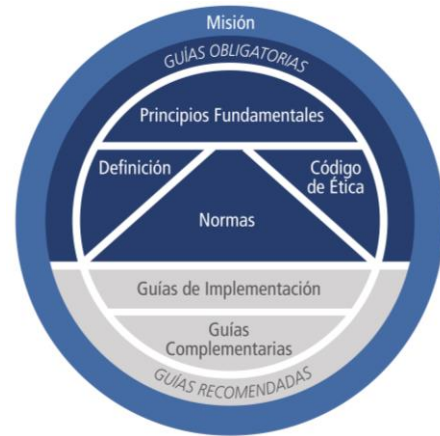 Misión
GUÍAS OBLIGATORIAS
Principios Fundamentales
Definición
Código
de Ética
Normas
Guías de Implementación
Guías
Complementarias
GUÍAS RECOMENDADAS